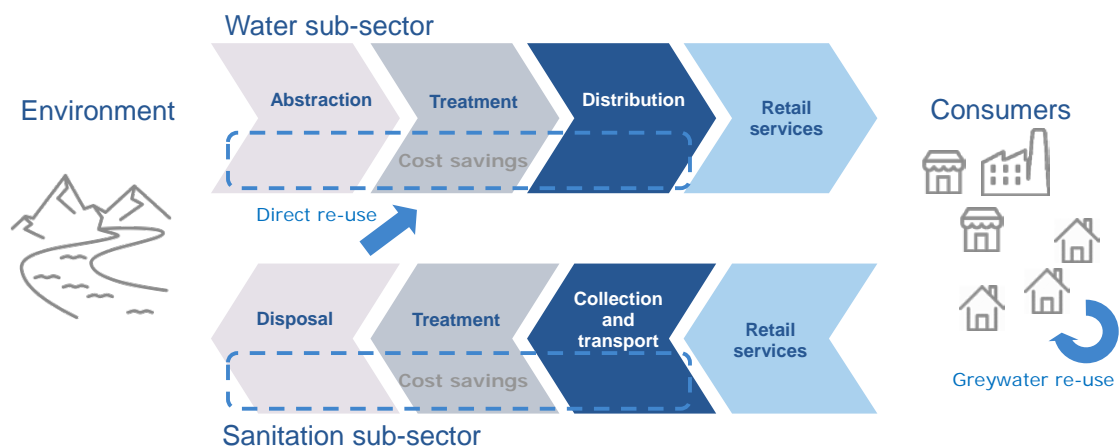 Water sub-sector
Environment
Abstraction
Treatment
Distribution
Retail
services
Consumers
Cost savings
Direct re-use
Disposal
Treatment
Collection
and
transport
Retail
services
Cost savings
Greywater re-use
Sanitation sub-sector